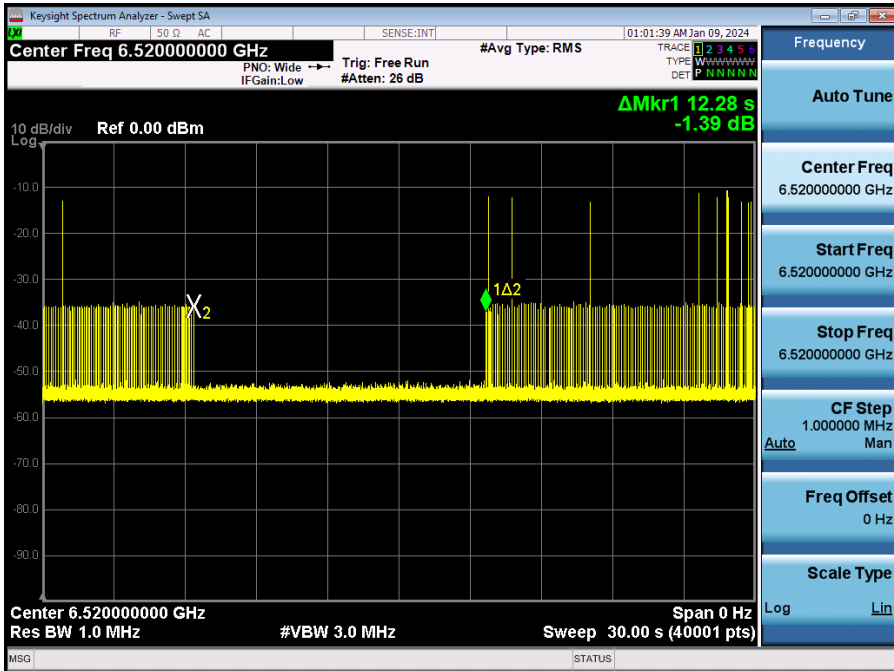 Keysight Spectrum Analyzer - Swept SA
LXI RF 50 Ω AC SENSE:INT 01:01:39 AM Jan 09, 2024
Center Freq 6.520000000 GHz
#Avg Type: RMS
TRACE 1 2 3 4 5 6
TYPE W
DET P N N N N N
PNO: Wide
IFGain:Low
Trig: Free Run
#Atten: 26 dB
ΔMkr1 12.28 s
-1.39 dB
10 dB/div Ref 0.00 dBm
Log
-10.0
-20.0
-30.0
-40.0
-50.0
-60.0
-70.0
-80.0
-90.0
1Δ2
2
Center 6.520000000 GHz Span 0 Hz
Res BW 1.0 MHz #VBW 3.0 MHz Sweep 30.00 s (40001 pts)
MSG STATUS
Frequency
Auto Tune
Center Freq
6.520000000 GHz
Start Freq
6.520000000 GHz
Stop Freq
6.520000000 GHz
CF Step
1.000000 MHz
Auto Man
Freq Offset
0 Hz
Scale Type
Log Lin